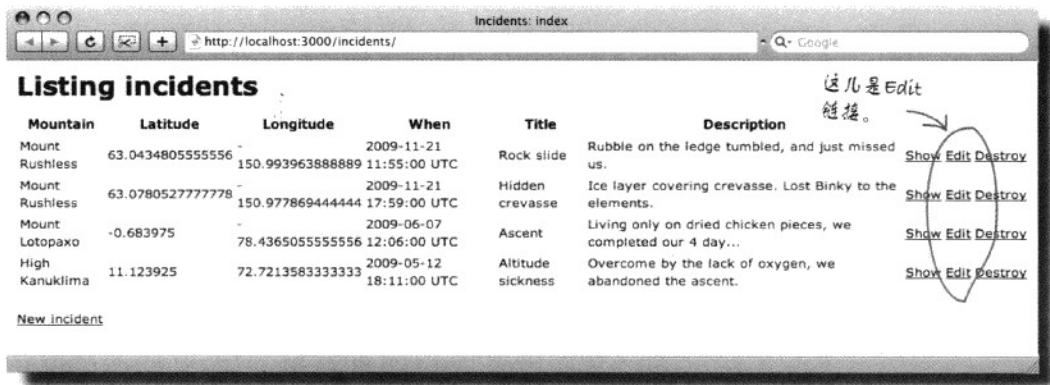 Incidents: index
http://localhost:3000/incidents/
Google
Listing incidents
这儿是Edit
链接。
Mountain Latitude Longitude When Title Description
Mount Rushless 63.0434805555556 -150.993963888889 2009-11-21 11:55:00 UTC Rock slide Rubble on the ledge tumbled, and just missed us. Show Edit Destroy
Mount Rushless 63.0780527777778 -150.977869444444 2009-11-21 17:59:00 UTC Hidden crevasse Ice layer covering crevasse. Lost Binky to the elements. Show Edit Destroy
Mount Lotopaxo -0.683975 -78.4365055555556 2009-06-07 12:06:00 UTC Ascent Living only on dried chicken pieces, we completed our 4 day... Show Edit Destroy
High Kanuklima 11.123925 72.7213583333333 2009-05-12 18:11:00 UTC Altitude sickness Overcome by the lack of oxygen, we abandoned the ascent. Show Edit Destroy
New incident